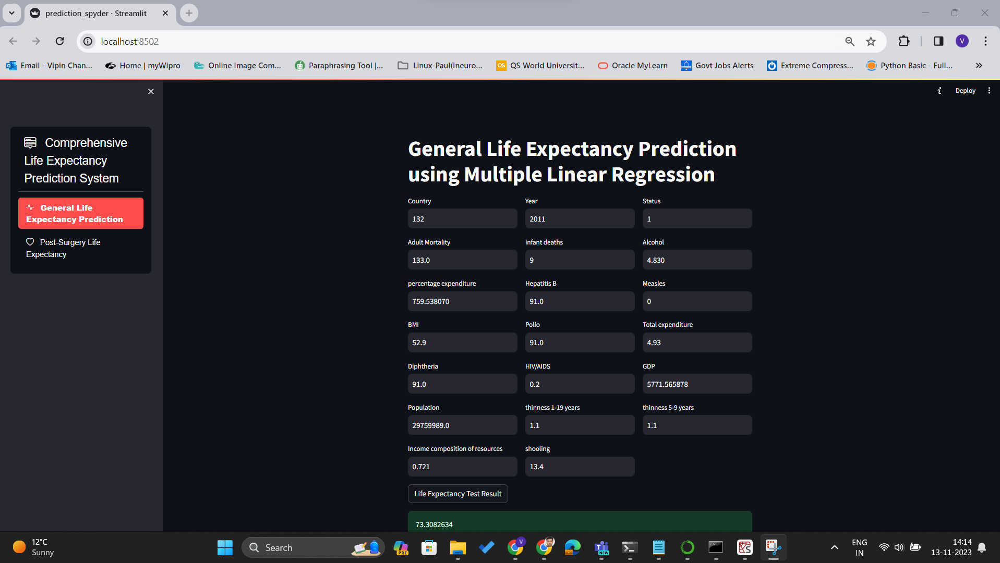 prediction_spyder · Streamlit
localhost:8502
V
Email - Vipin Chan...
Home | myWipro
Online Image Com...
Paraphrasing Tool |...
Linux-Paul(Ineuro...
QS World Universit...
Oracle MyLearn
Govt Jobs Alerts
Extreme Compress...
Python Basic - Full...
Deploy
Comprehensive
Life Expectancy
Prediction System
General Life
Expectancy Prediction
Post-Surgery Life
Expectancy
General Life Expectancy Prediction
using Multiple Linear Regression
Country Year Status
132 2011 1
Adult Mortality infant deaths Alcohol
133.0 9 4.830
percentage expenditure Hepatitis B Measles
759.538070 91.0 0
BMI Polio Total expenditure
52.9 91.0 4.93
Diphtheria HIV/AIDS GDP
91.0 0.2 5771.565878
Population thinness 1-19 years thinness 5-9 years
29759989.0 1.1 1.1
Income composition of resources shooling
0.721 13.4
Life Expectancy Test Result
73.3082634
12°C
Sunny
Search
PRE
V
NEW
ENG
IN
14:14
13-11-2023